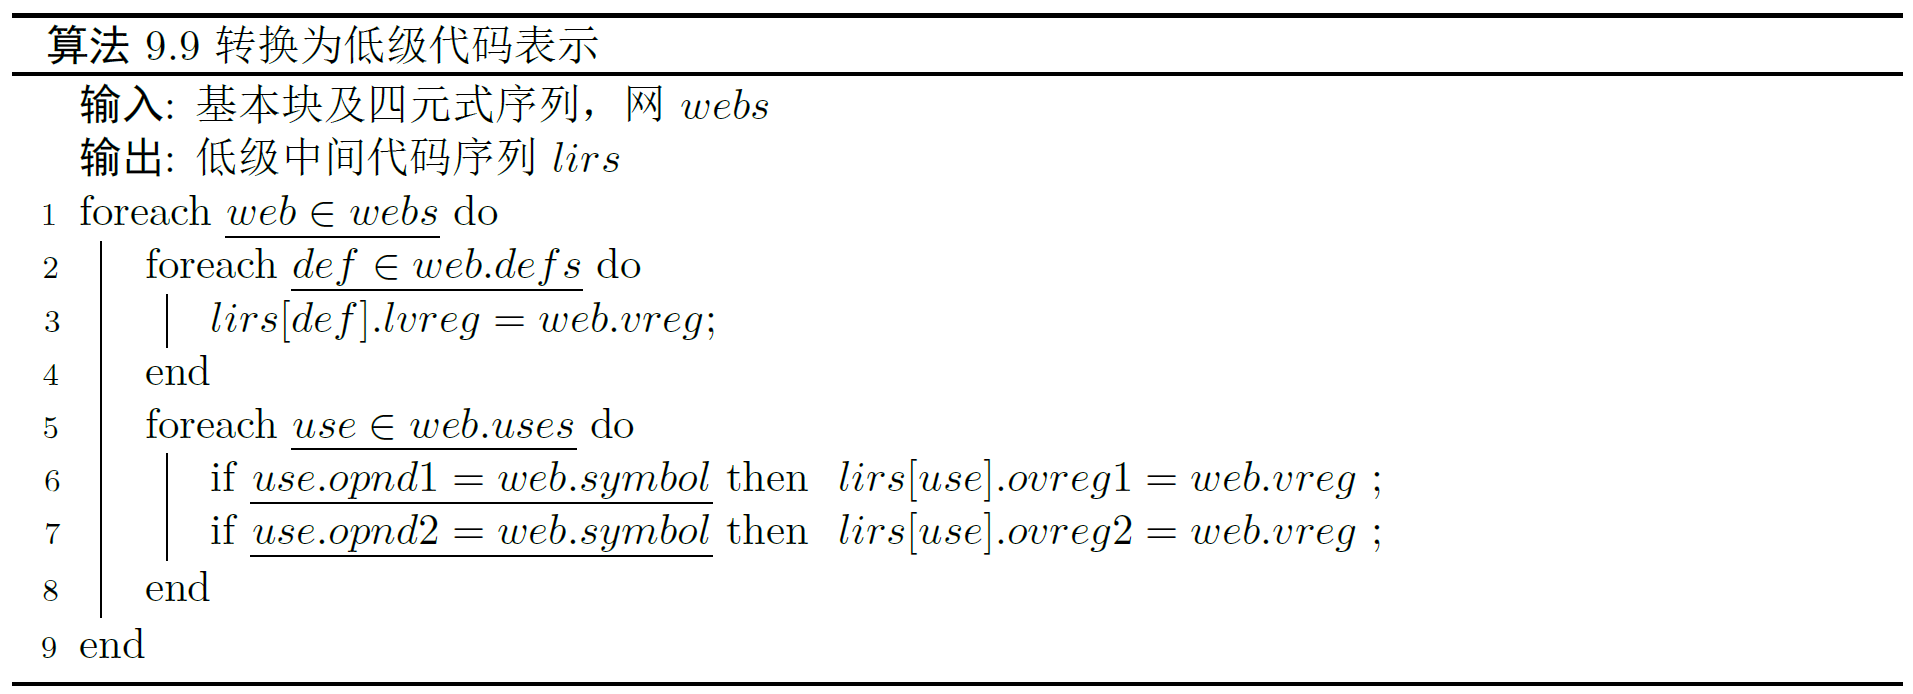 算法 9.9 转换为低级代码表示
输入: 基本块及四元式序列，网 webs
输出: 低级中间代码序列 lirs
1 foreach web ∈ webs do
2 foreach def ∈ web.defs do
3 lirs[def].lvreg = web.vreg;
4 end
5 foreach use ∈ web.uses do
6 if use.opnd1 = web.symbol then lirs[use].ovreg1 = web.vreg ;
7 if use.opnd2 = web.symbol then lirs[use].ovreg2 = web.vreg ;
8 end
9 end